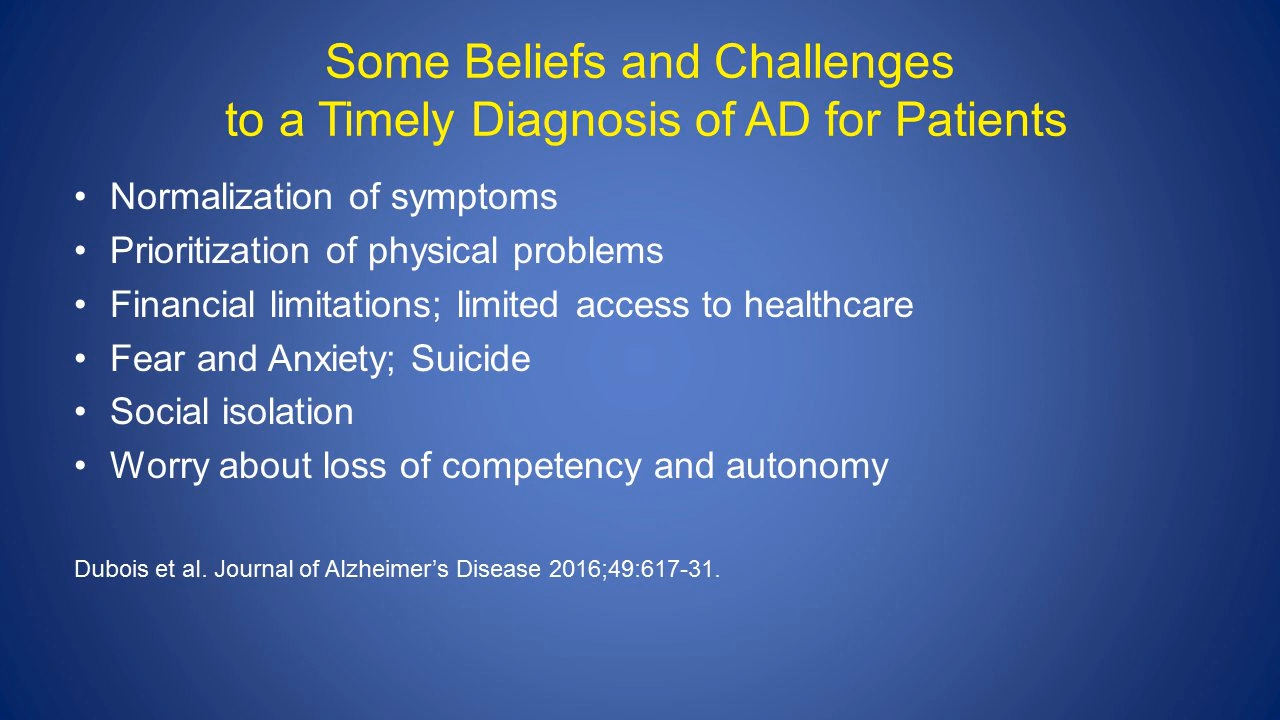 Some Beliefs and Challenges
to a Timely Diagnosis of AD for Patients
• Normalization of symptoms
• Prioritization of physical problems
• Financial limitations; limited access to healthcare
• Fear and Anxiety; Suicide
• Social isolation
• Worry about loss of competency and autonomy
Dubois et al. Journal of Alzheimer’s Disease 2016;49:617-31.